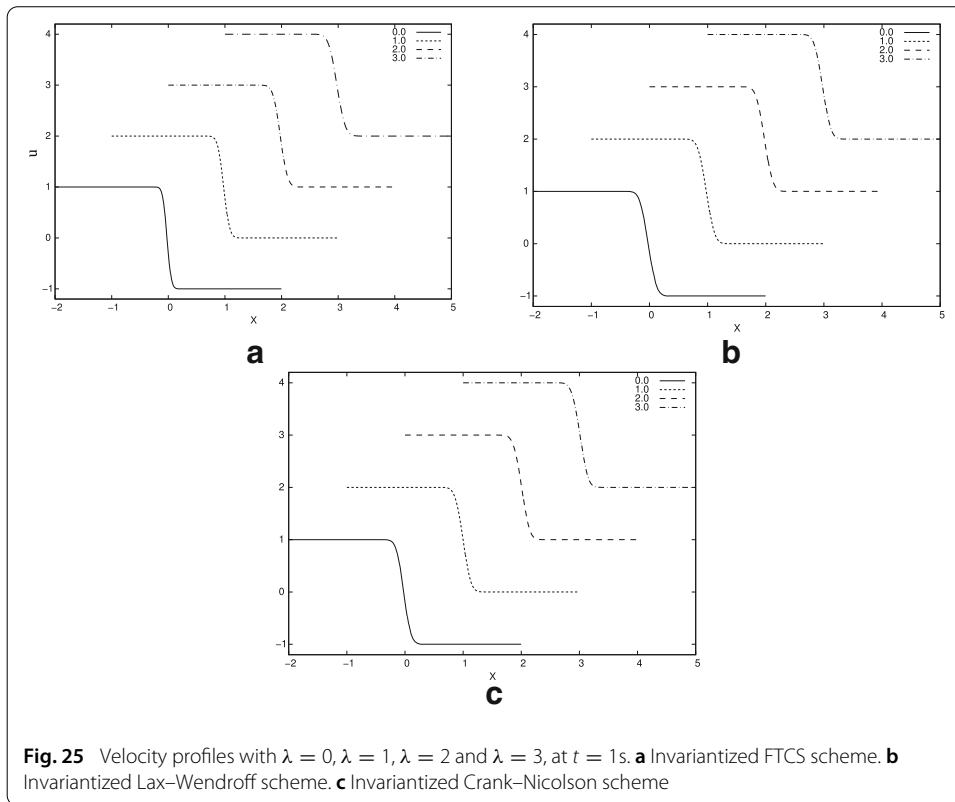 4
3
2
1
0
−1
u
0.0
1.0
2.0
3.0
−2 −1 0 1 2 3 4 5
X
a
4
3
2
1
0
−1
0.0
1.0
2.0
3.0
−2 −1 0 1 2 3 4 5
X
b
4
3
2
1
0
−1
0.0
1.0
2.0
3.0
−2 −1 0 1 2 3 4 5
X
c
Fig. 25 Velocity profiles with λ = 0, λ = 1, λ = 2 and λ = 3, at t = 1s. a Invariantized FTCS scheme. b
Invariantized Lax–Wendroff scheme. c Invariantized Crank–Nicolson scheme